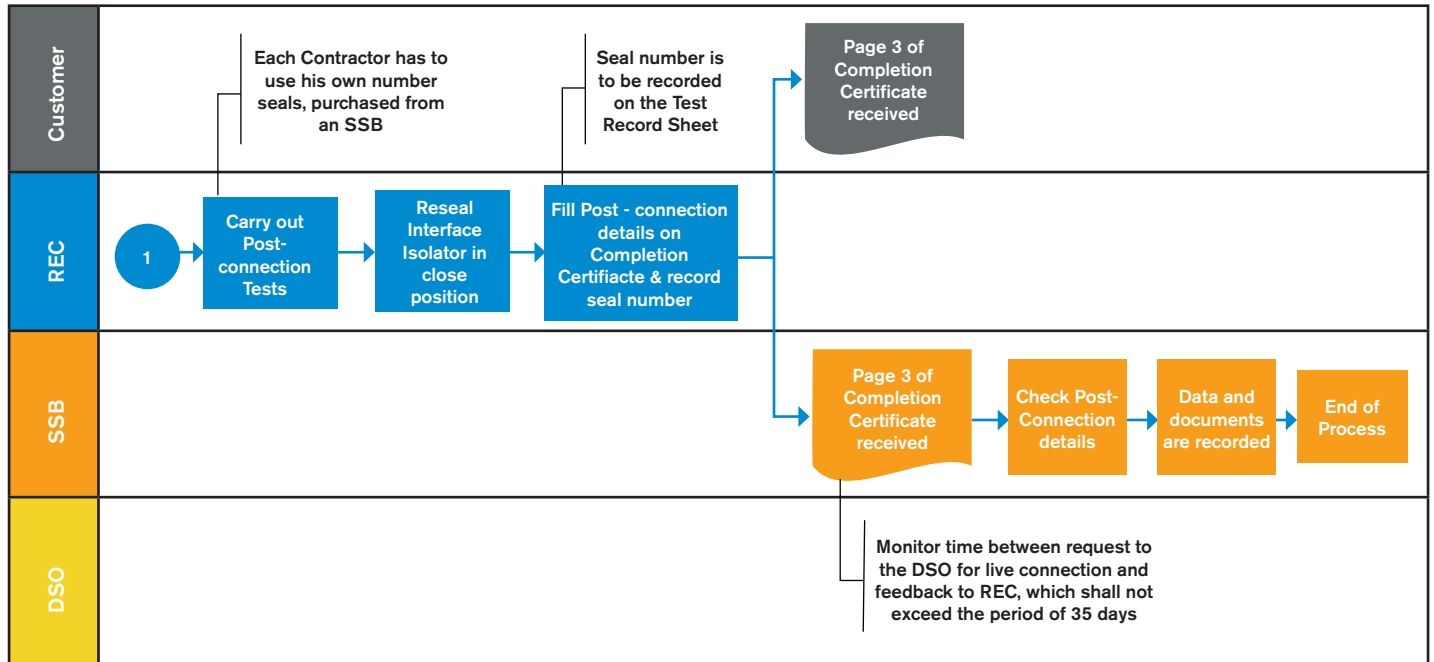 Customer
Each Contractor has to
use his own number
seals, purchased from
an SSB
Seal number is
to be recorded
on the Test
Record Sheet
Page 3 of
Completion
Certificate
received
REC
1
Carry out
Post-
connection
Tests
Reseal
Interface
Isolator in
close
position
Fill Post - connection
details on
Completion
Certifiacte & record
seal number
SSB
Page 3 of
Completion
Certificate
received
Check Post-
Connection
details
Data and
documents
are recorded
End of
Process
DSO
Monitor time between request to
the DSO for live connection and
feedback to REC, which shall not
exceed the period of 35 days